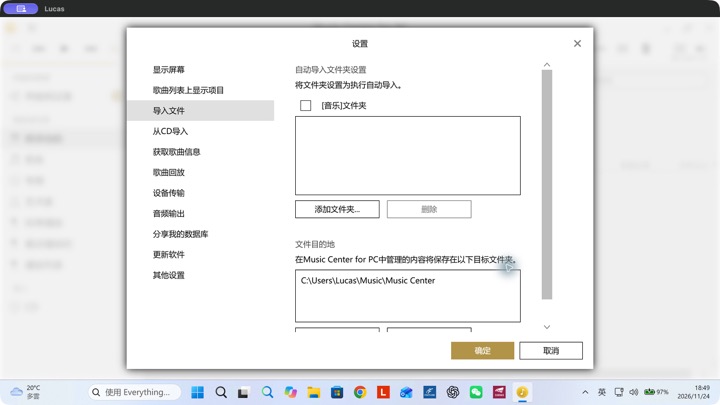 Lucas
设置
显示屏幕
歌曲列表上显示项目
导入文件
从CD导入
获取歌曲信息
歌曲回放
设备传输
音频输出
分享我的数据库
更新软件
其他设置
自动导入文件夹设置
将文件夹设置为执行自动导入。
[音乐]文件夹
添加文件夹...
删除
文件目的地
在Music Center for PC中管理的内容将保存在以下目标文件夹。
C:\Users\Lucas\Music\Music Center
确定
取消
20°C
多雲
使用 Everything...
英
97%
18:49
2026/11/24